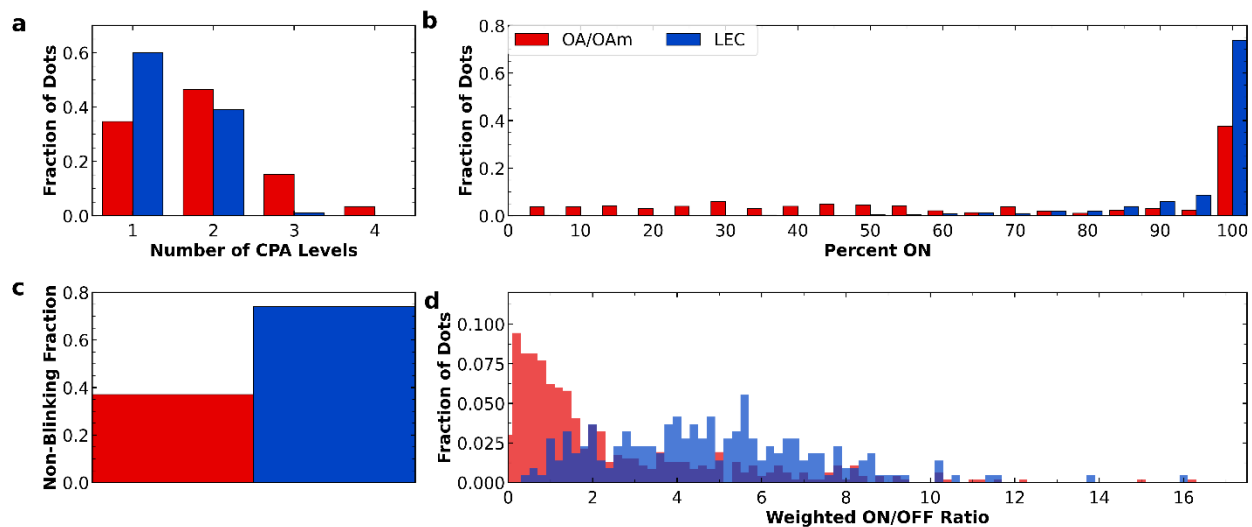 a
Fraction of Dots
0.6
0.4
0.2
0.0
1 2 3 4
Number of CPA Levels
b
OA/OAm LEC
Fraction of Dots
0.8
0.6
0.4
0.2
0.0
0 10 20 30 40 50 60 70 80 90 100
Percent ON
c
Non-Blinking Fraction
0.8
0.6
0.4
0.2
0.0
d
Fraction of Dots
0.100
0.075
0.050
0.025
0.000
0 2 4 6 8 10 12 14 16
Weighted ON/OFF Ratio